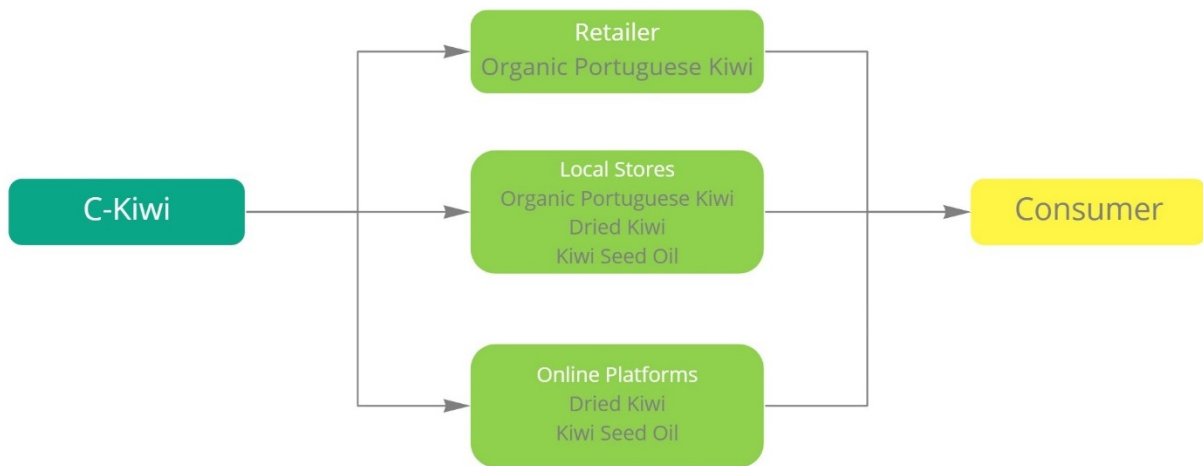 C-Kiwi
Retailer
Organic Portuguese Kiwi
Local Stores
Organic Portuguese Kiwi
Dried Kiwi
Kiwi Seed Oil
Online Platforms
Dried Kiwi
Kiwi Seed Oil
Consumer